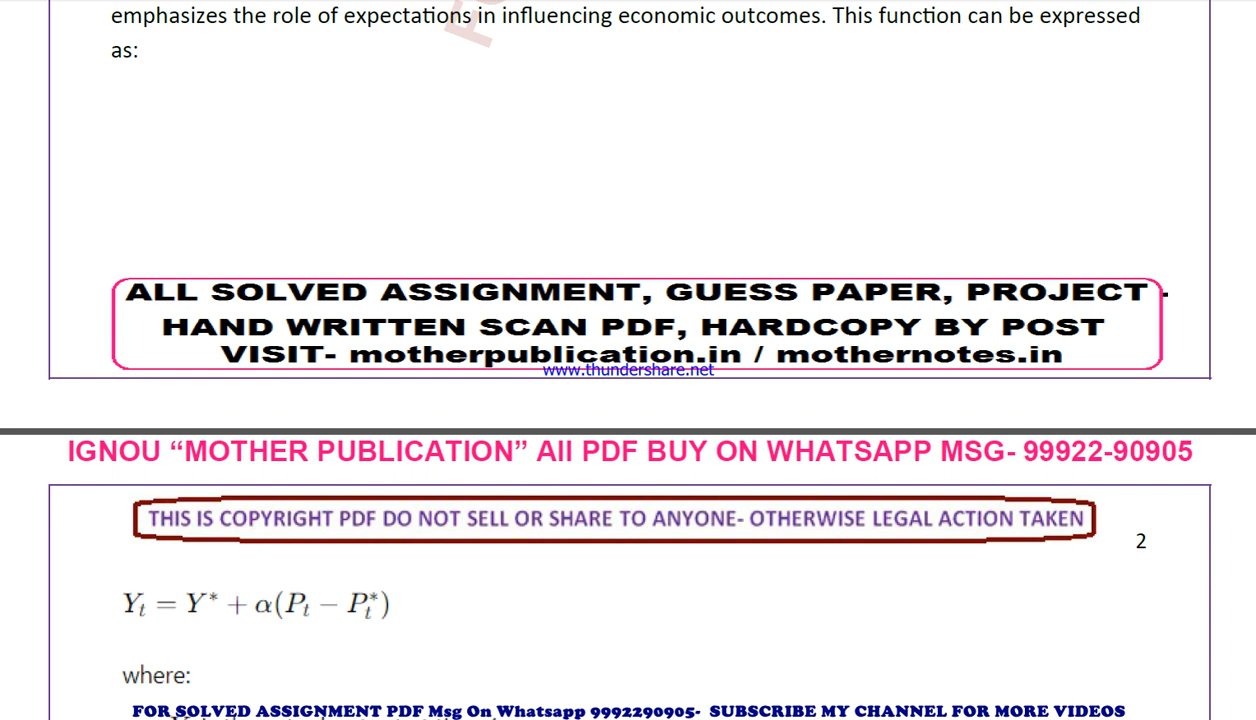 emphasizes the role of expectations in influencing economic outcomes. This function can be expressed
as:
ALL SOLVED ASSIGNMENT, GUESS PAPER, PROJECT -
HAND WRITTEN SCAN PDF, HARDCOPY BY POST
VISIT- motherpublication.in / mothernotes.in
www.thundershare.net
IGNOU “MOTHER PUBLICATION” All PDF BUY ON WHATSAPP MSG- 99922-90905
THIS IS COPYRIGHT PDF DO NOT SELL OR SHARE TO ANYONE- OTHERWISE LEGAL ACTION TAKEN
2
Yₜ = Y* + α(Pₜ − Pₜ*)
where:
FOR SOLVED ASSIGNMENT PDF Msg On Whatsapp 9992290905- SUBSCRIBE MY CHANNEL FOR MORE VIDEOS